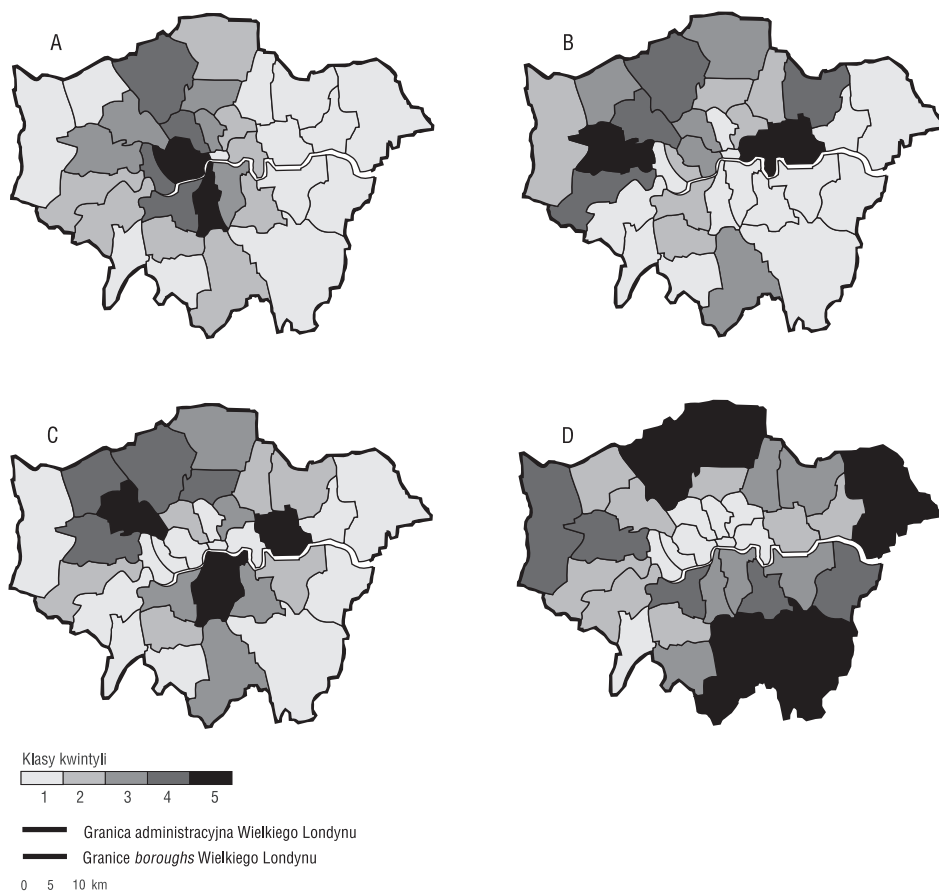 A
B
C
D
Klasy kwintyli
1 2 3 4 5
Granica administracyjna Wielkiego Londynu
Granice boroughs Wielkiego Londynu
0 5 10 km